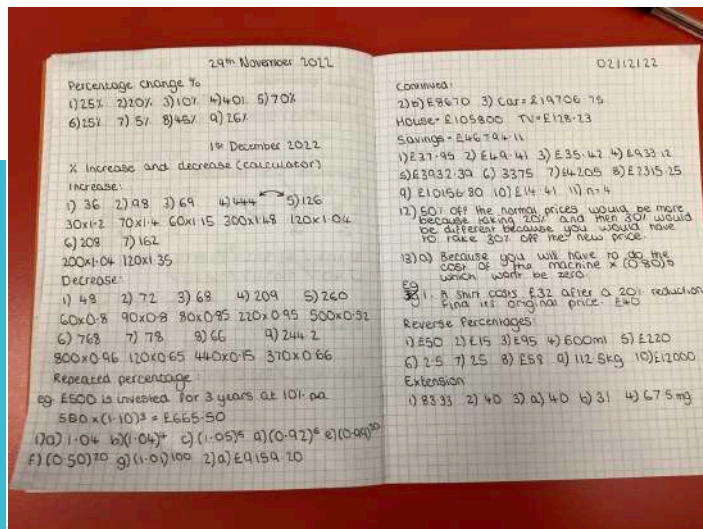 29th November 2022
Percentage change %
1) 25% 2) 20% 3) 10% 4) 40% 5) 70%
6) 25% 7) 5% 8) 45% 9) 26%
1st December 2022
% Increase and decrease (calculator)
Increase:
1) 36 2) 98 3) 69 4) 444 5) 126
30x1.2 70x1.4 60x1.15 300x1.48 120x1.04
6) 208 7) 162
200x1.04 120x1.35
Decrease:
1) 48 2) 72 3) 68 4) 209 5) 260
60x0.8 90x0.8 80x0.85 220x0.95 500x0.52
6) 768 7) 78 8) 66 9) 244.2
800x0.96 120x0.65 440x0.15 370x0.66
Repeated percentage:
eg. £500 is invested for 3 years at 10% pa
500 x (1.10)³ = £665.50
1)a) 1.04 b) (1.04)⁴ c) (1.05)⁵ d) (0.92)⁶ e) (0.99)²⁰
f) (0.50)²⁰ g) (1.01)¹⁰⁰ 2)a) £9159.20
02/12/22
Continued:
2)b) £8670 3) Car = £19706.75
House = £105800 TV = £128.23
Savings = £46794.11
1) £37.95 2) £49.41 3) £35.42 4) £933.12
5) £3932.39 6) 3375 7) £4205 8) £2315.25
9) £10156.80 10) £14.41 11) n=4
12) 50% off the normal prices would be more
because taking 20% and then 30% would
be different because you would have
to take 30% off the new price.
13)a) Because you will have to do the
cost of the machine x (0.80)⁵
which won't be zero.
Eg
1. A shirt costs £32 after a 20% reduction
Find its original price. £40
Reverse Percentages:
1) £50 2) £15 3) £95 4) 600ml 5) £220
6) 2.5 7) 25 8) £58 9) 112.5kg 10) £12000
Extension
1) 83.33 2) 40 3) a) 40 b) 31 4) 67.5mg